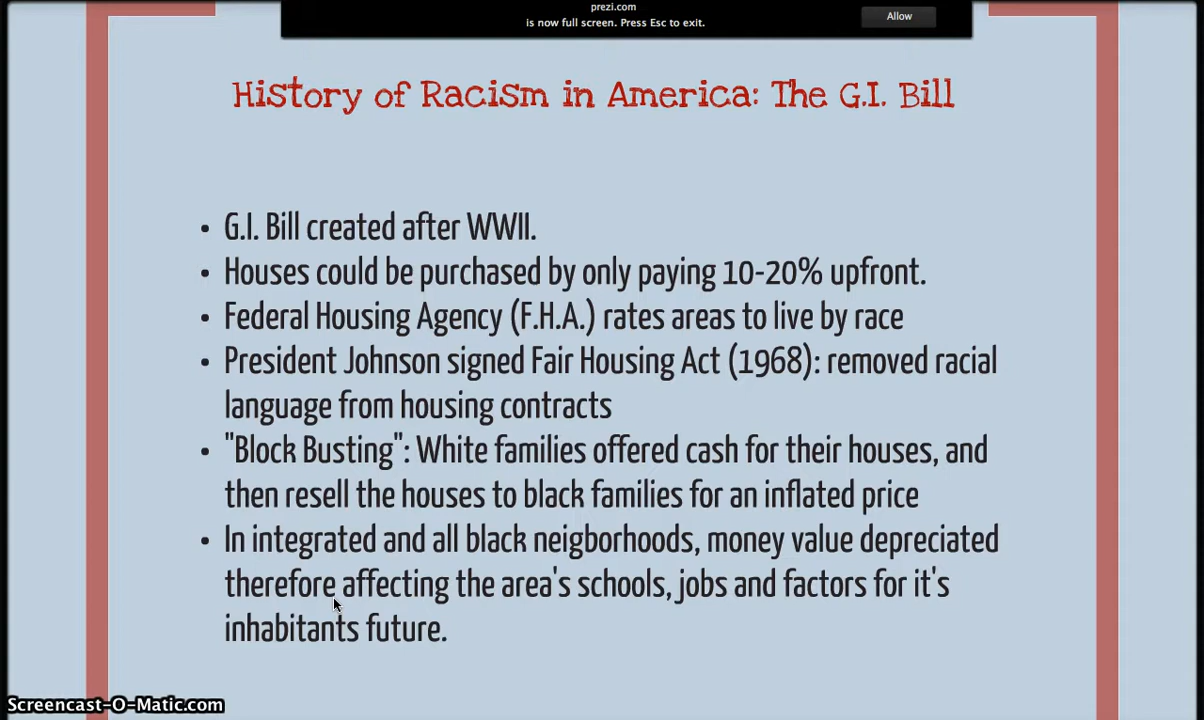 prezi.com
is now full screen. Press Esc to exit.
Allow
History of Racism in America: The G.I. Bill
• G.I. Bill created after WWII.
• Houses could be purchased by only paying 10-20% upfront.
• Federal Housing Agency (F.H.A.) rates areas to live by race
• President Johnson signed Fair Housing Act (1968): removed racial
language from housing contracts
• "Block Busting": White families offered cash for their houses, and
then resell the houses to black families for an inflated price
• In integrated and all black neigborhoods, money value depreciated
therefore affecting the area's schools, jobs and factors for it's
inhabitants future.
Screencast-O-Matic.com